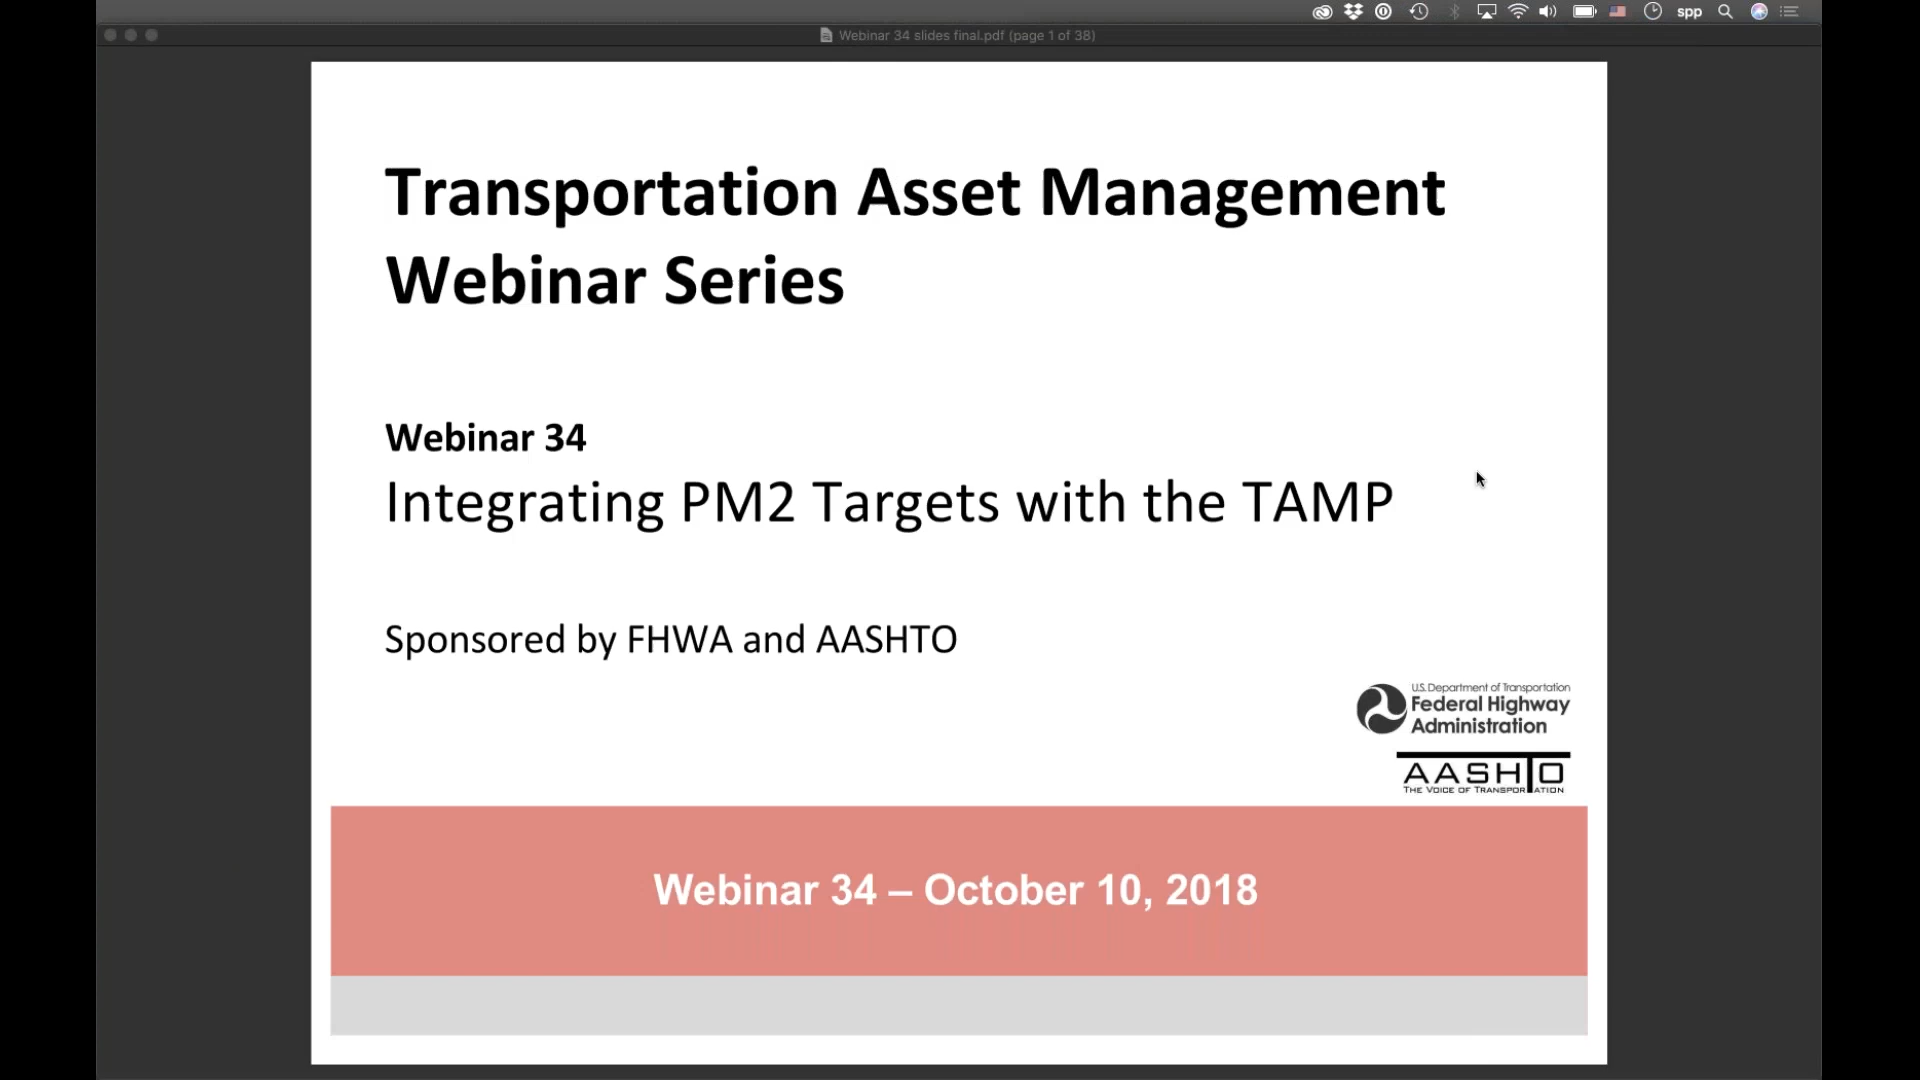 spp
Webinar 34 slides final.pdf (page 1 of 38)
Transportation Asset Management
Webinar Series
Webinar 34
Integrating PM2 Targets with the TAMP
Sponsored by FHWA and AASHTO
U.S. Department of Transportation
Federal Highway
Administration
AASHTO
THE VOICE OF TRANSPORTATION
Webinar 34 – October 10, 2018